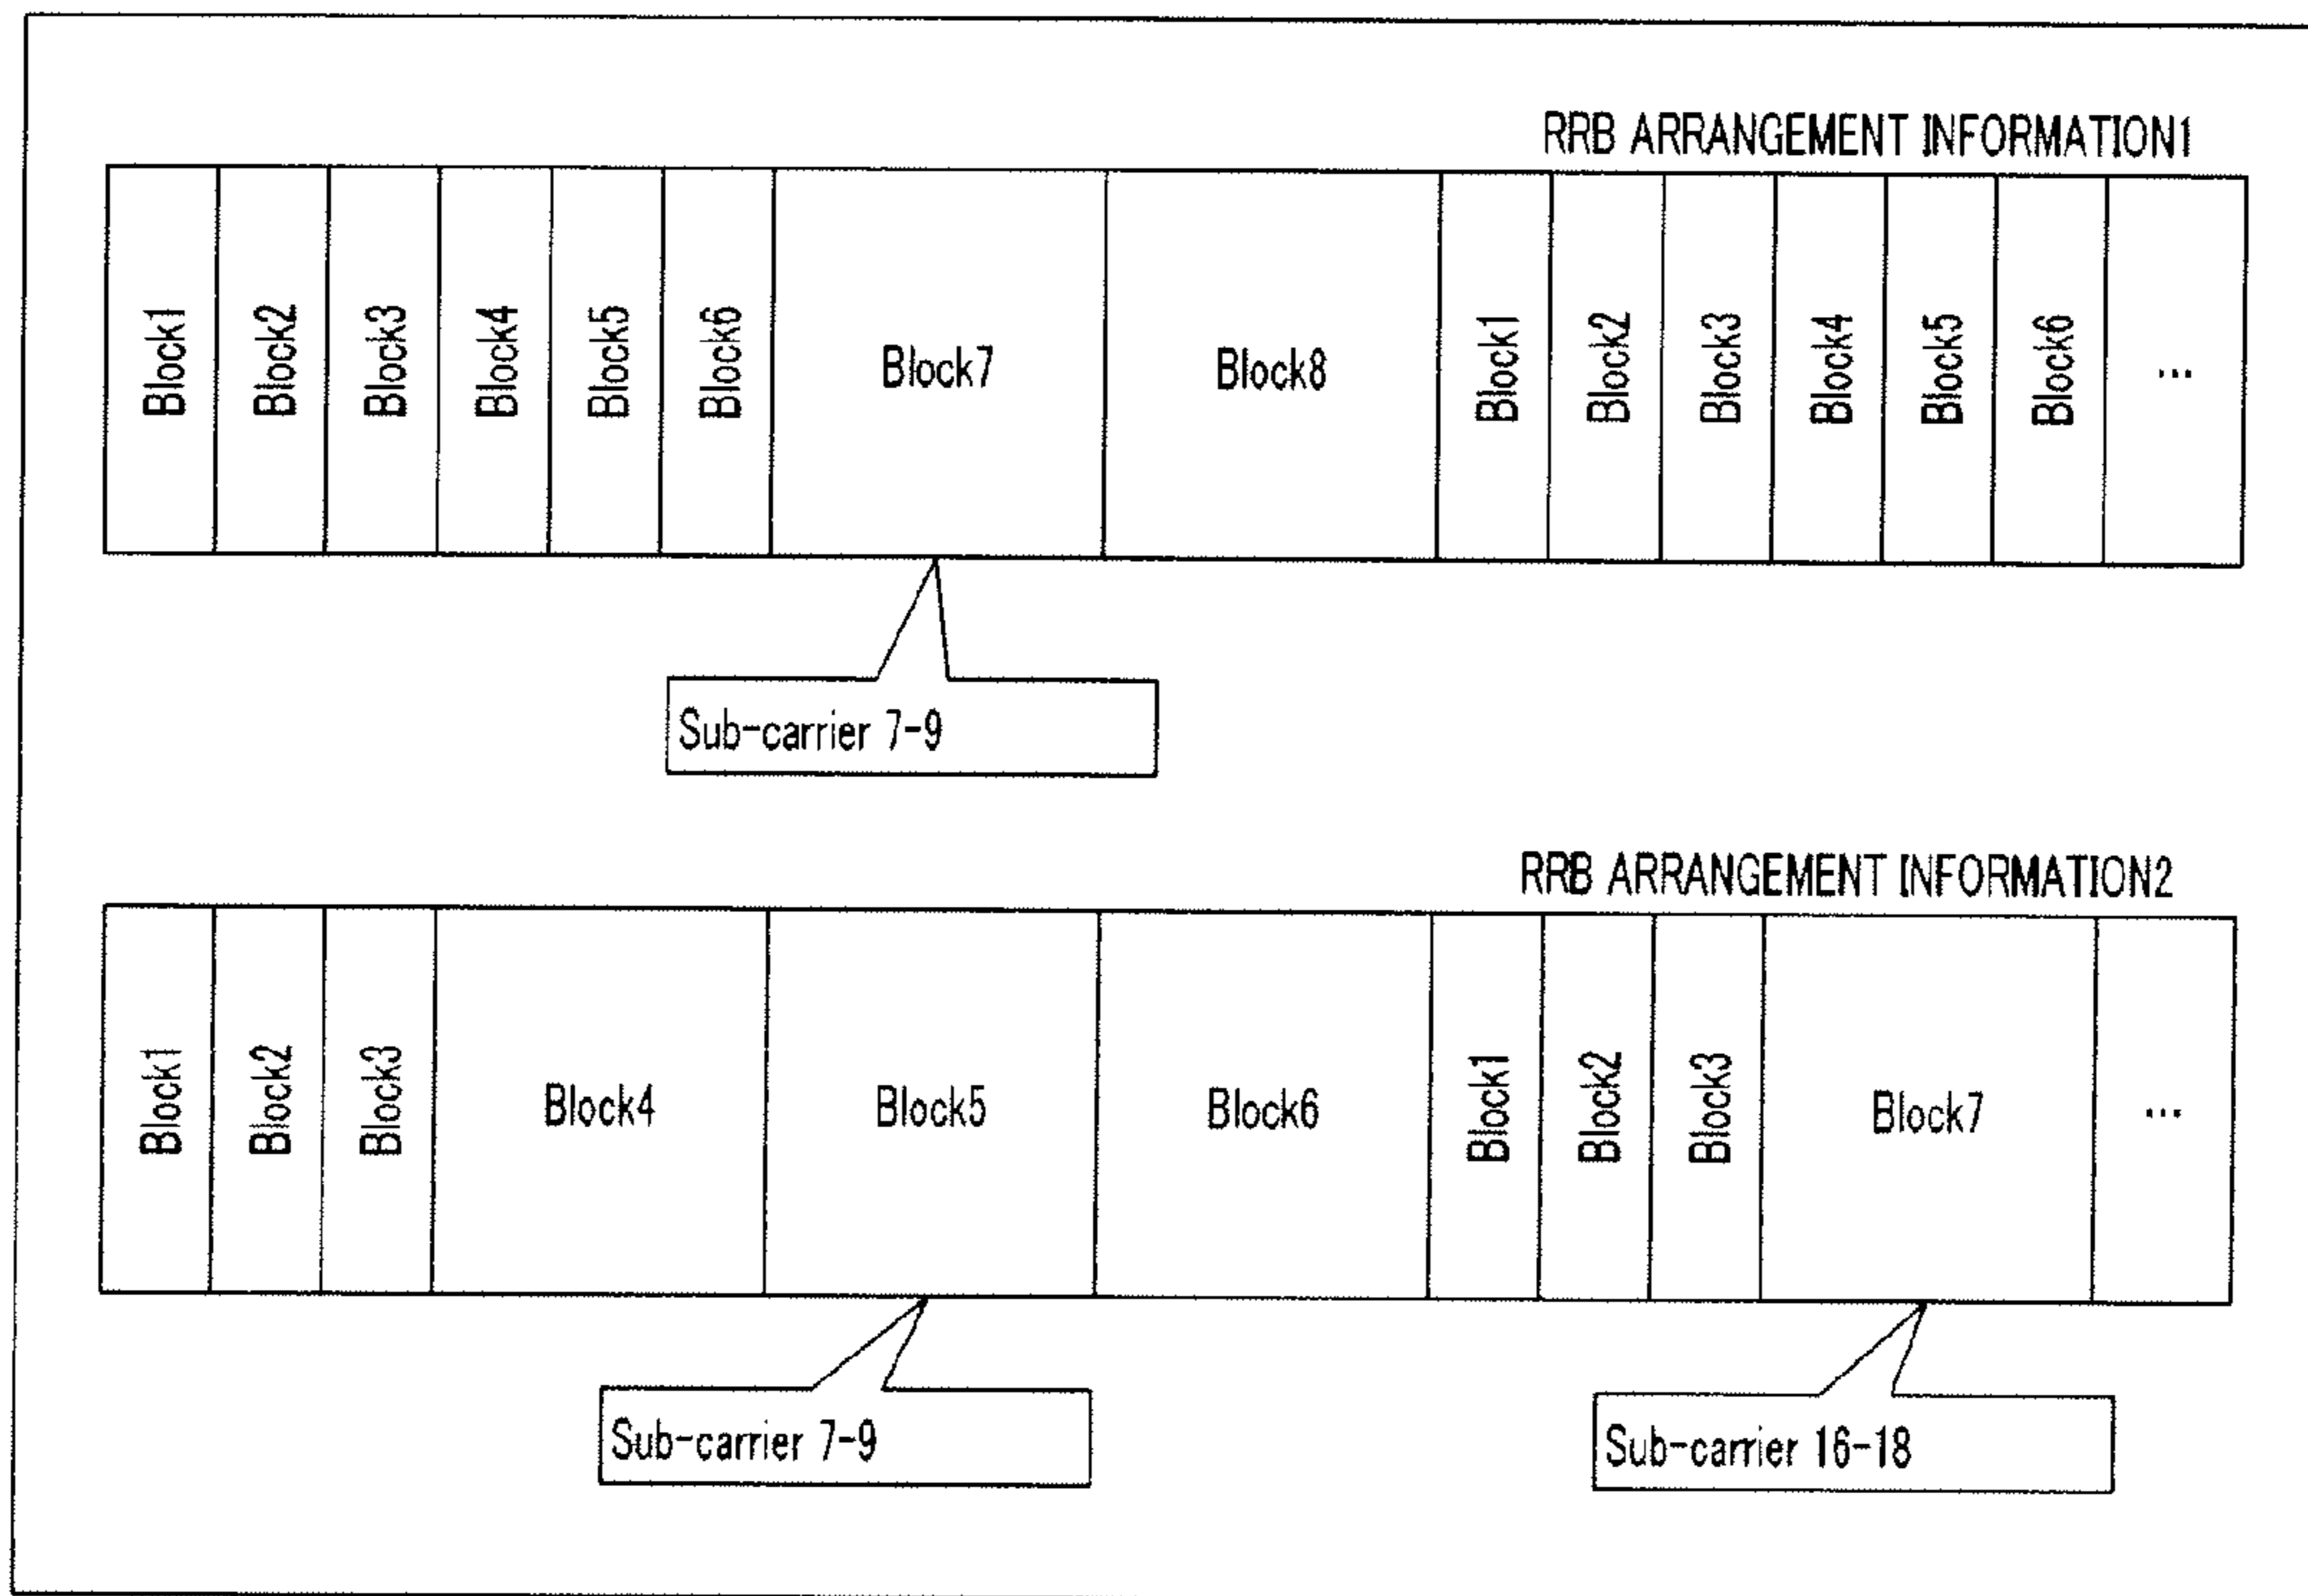 RRB ARRANGEMENT INFORMATION1
Block1 Block2 Block3 Block4 Block5 Block6 Block7 Block8 Block1 Block2 Block3 Block4 Block5 Block6 ...
Sub-carrier 7-9
RRB ARRANGEMENT INFORMATION2
Block1 Block2 Block3 Block4 Block5 Block6 Block1 Block2 Block3 Block7 ...
Sub-carrier 7-9
Sub-carrier 16-18